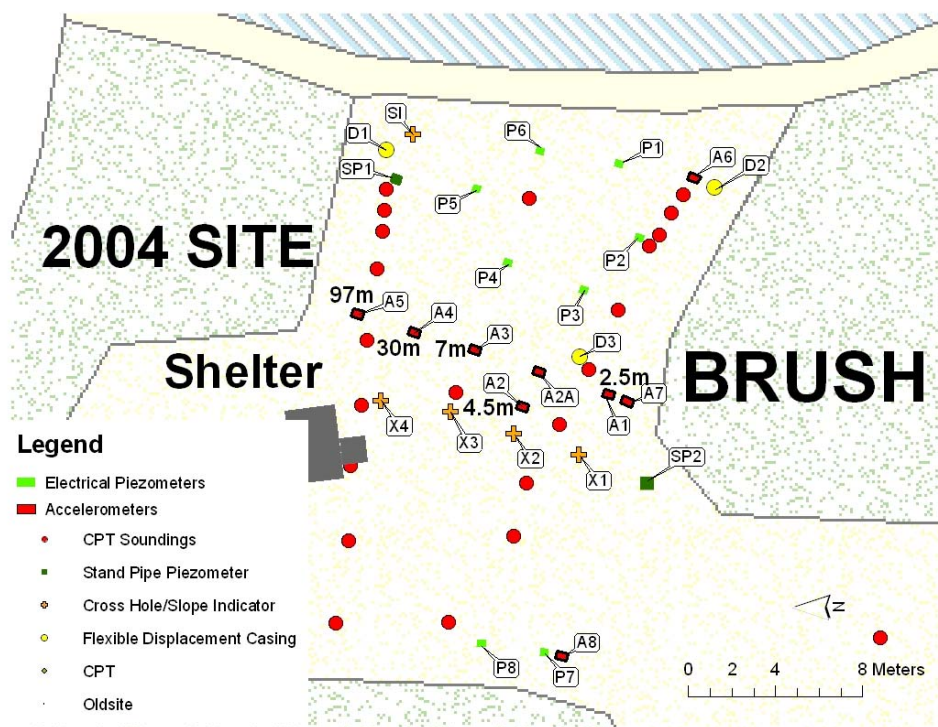 SI
D1
P6
P1
A6
D2
SP1
P5
2004 SITE
P2
P4
P3
97m
A5
A4
30m
7m
A3
D3
Shelter
BRUSH
A2A
2.5m
A2
4.5m
A7
A1
X4
X3
X2
X1
SP2
Legend
Electrical Piezometers
Accelerometers
CPT Soundings
Stand Pipe Piezometer
Cross Hole/Slope Indicator
Flexible Displacement Casing
CPT
Oldsite
N
P8
P7
A8
0 2 4 8 Meters